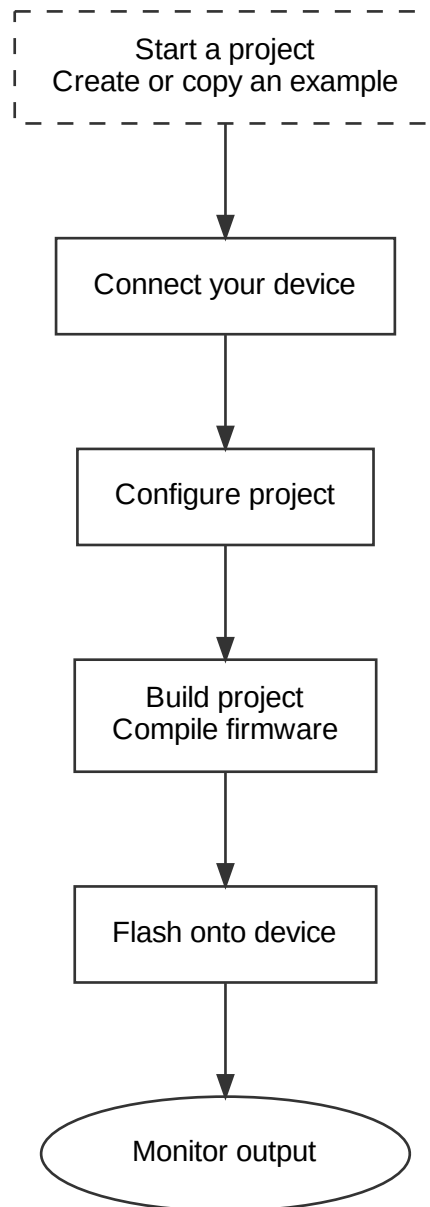 Start a project
Create or copy an example
Connect your device
Configure project
Build project
Compile firmware
Flash onto device
Monitor output